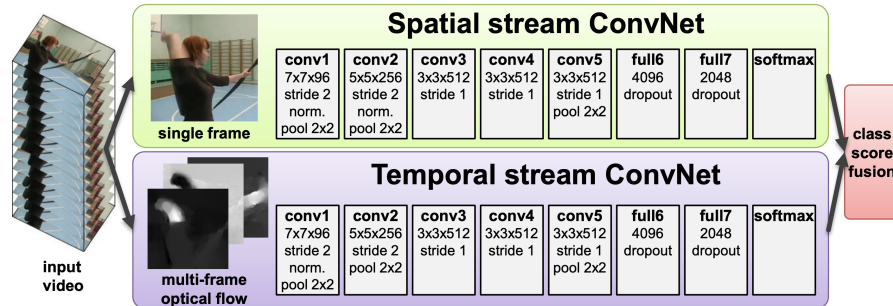 Spatial stream ConvNet
conv1
7x7x96
stride 2
norm.
pool 2x2
conv2
5x5x256
stride 2
norm.
pool 2x2
conv3
3x3x512
stride 1
conv4
3x3x512
stride 1
conv5
3x3x512
stride 1
pool 2x2
full6
4096
dropout
full7
2048
dropout
softmax
single frame
Temporal stream ConvNet
conv1
7x7x96
stride 2
norm.
pool 2x2
conv2
5x5x256
stride 2
pool 2x2
conv3
3x3x512
stride 1
conv4
3x3x512
stride 1
conv5
3x3x512
stride 1
pool 2x2
full6
4096
dropout
full7
2048
dropout
softmax
multi-frame
optical flow
input
video
class
score
fusion